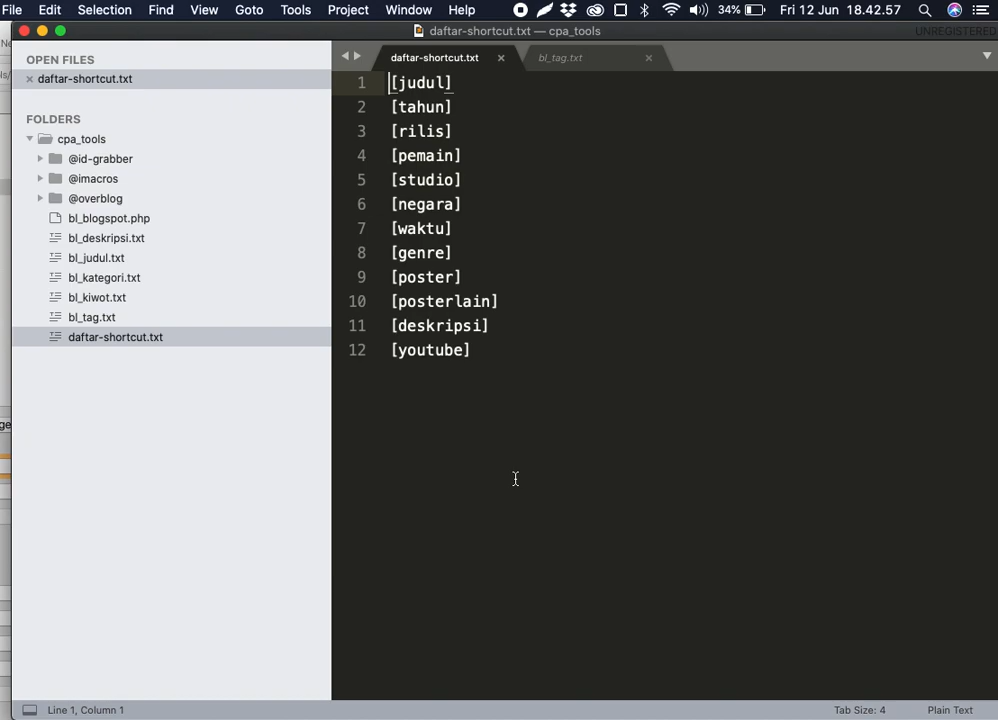 File Edit Selection Find View Goto Tools Project Window Help 34% Fri 12 Jun 18.42.57
daftar-shortcut.txt — cpa_tools
UNREGISTERED
OPEN FILES
daftar-shortcut.txt
FOLDERS
cpa_tools
@id-grabber
@imacros
@overblog
bl_blogspot.php
bl_deskripsi.txt
bl_judul.txt
bl_kategori.txt
bl_kiwot.txt
bl_tag.txt
daftar-shortcut.txt
daftar-shortcut.txt bl_tag.txt
1 [judul]
2 [tahun]
3 [rilis]
4 [pemain]
5 [studio]
6 [negara]
7 [waktu]
8 [genre]
9 [poster]
10 [posterlain]
11 [deskripsi]
12 [youtube]
Line 1, Column 1
Tab Size: 4 Plain Text